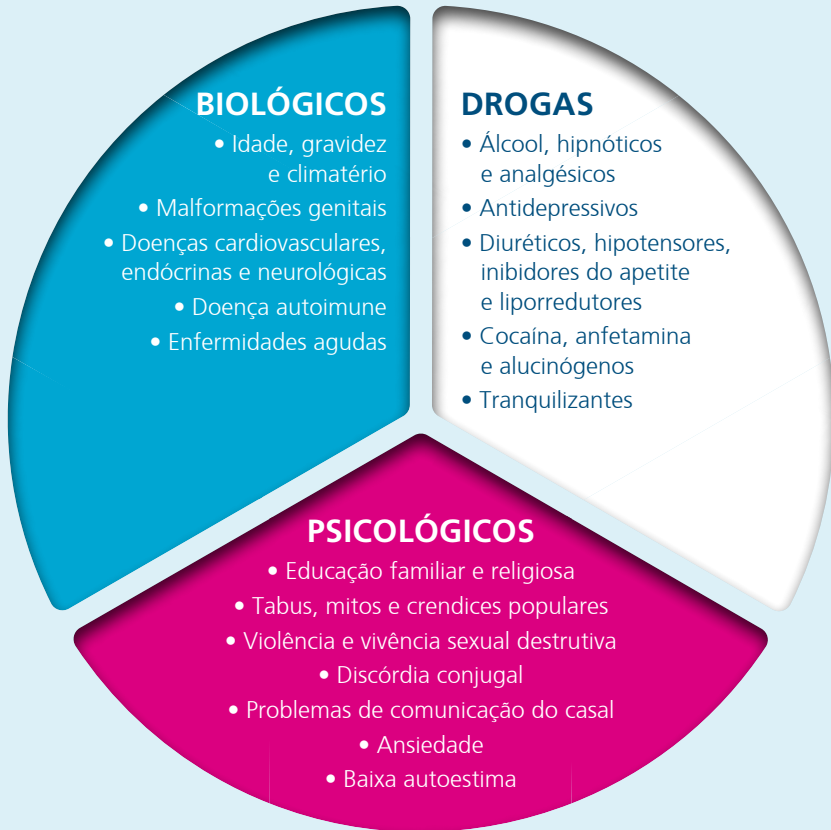 BIOLÓGICOS
• Idade, gravidez
e climatério
• Malformações genitais
• Doenças cardiovasculares,
endócrinas e neurológicas
• Doença autoimune
• Enfermidades agudas
DROGAS
• Álcool, hipnóticos
e analgésicos
• Antidepressivos
• Diuréticos, hipotensores,
inibidores do apetite
e liporredutores
• Cocaína, anfetamina
e alucinógenos
• Tranquilizantes
PSICOLÓGICOS
• Educação familiar e religiosa
• Tabus, mitos e crendices populares
• Violência e vivência sexual destrutiva
• Discórdia conjugal
• Problemas de comunicação do casal
• Ansiedade
• Baixa autoestima